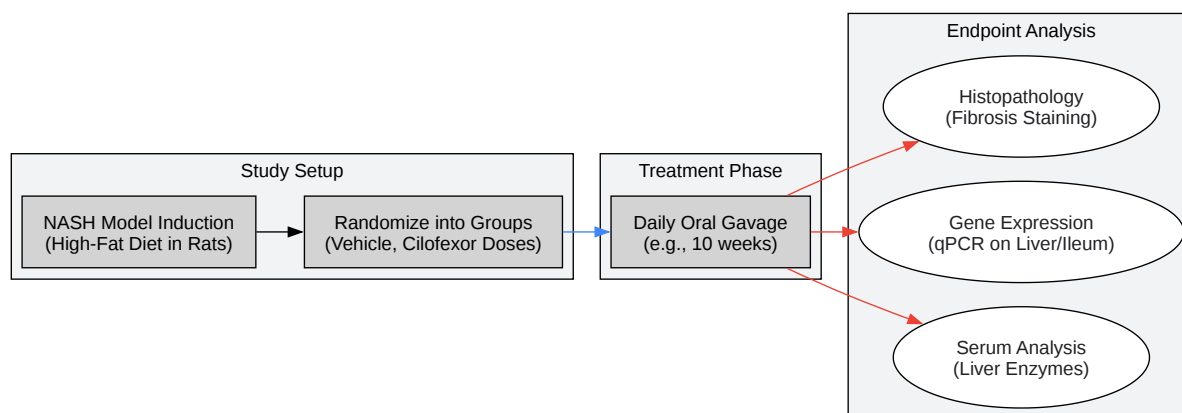 Study Setup
NASH Model Induction
(High-Fat Diet in Rats)
Randomize into Groups
(Vehicle, Cilofexor Doses)
Treatment Phase
Daily Oral Gavage
(e.g., 10 weeks)
Endpoint Analysis
Histopathology
(Fibrosis Staining)
Gene Expression
(qPCR on Liver/Ileum)
Serum Analysis
(Liver Enzymes)